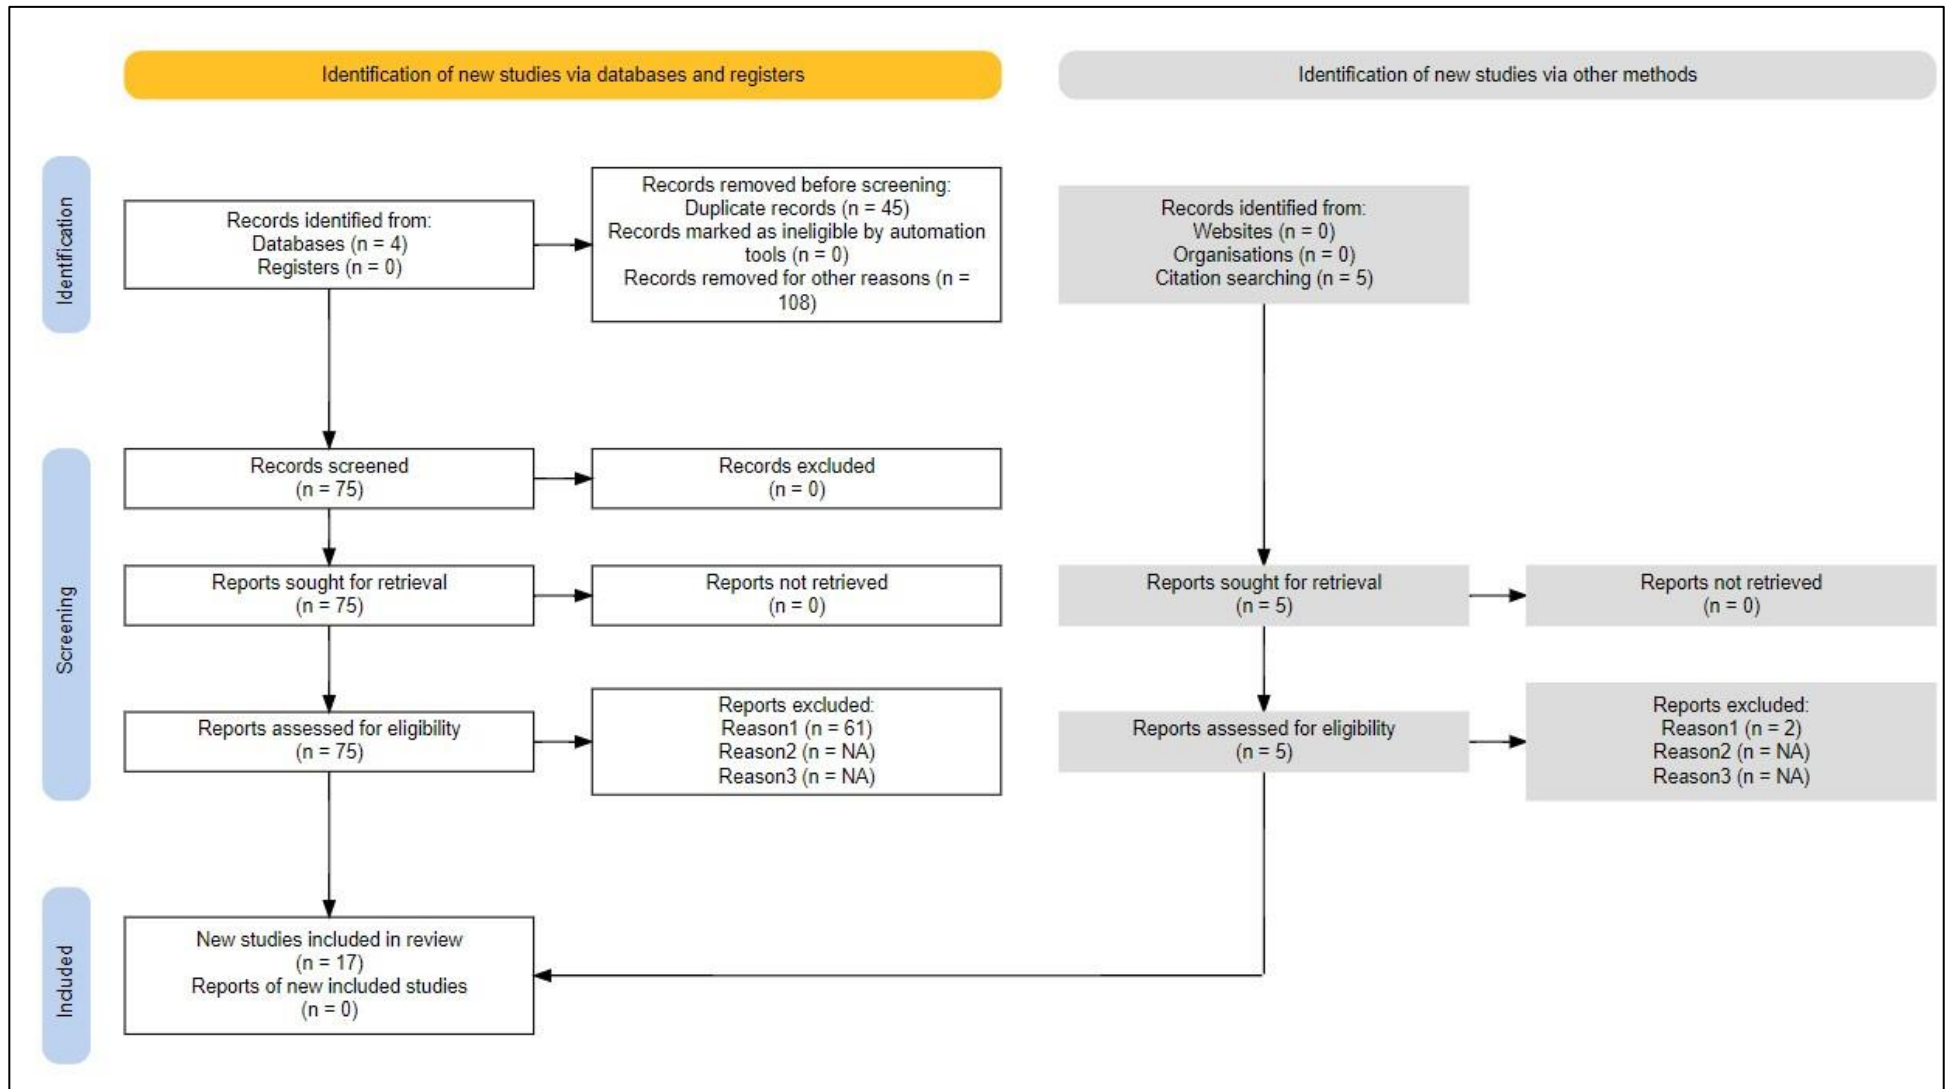 Identification of new studies via databases and registers
Identification of new studies via other methods
Identification
Records identified from:
Databases (n = 4)
Registers (n = 0)
Records removed before screening:
Duplicate records (n = 45)
Records marked as ineligible by automation
tools (n = 0)
Records removed for other reasons (n =
108)
Records identified from:
Websites (n = 0)
Organisations (n = 0)
Citation searching (n = 5)
Screening
Records screened
(n = 75)
Records excluded
(n = 0)
Reports sought for retrieval
(n = 75)
Reports not retrieved
(n = 0)
Reports sought for retrieval
(n = 5)
Reports not retrieved
(n = 0)
Reports assessed for eligibility
(n = 75)
Reports excluded:
Reason1 (n = 61)
Reason2 (n = NA)
Reason3 (n = NA)
Reports assessed for eligibility
(n = 5)
Reports excluded:
Reason1 (n = 2)
Reason2 (n = NA)
Reason3 (n = NA)
Included
New studies included in review
(n = 17)
Reports of new included studies
(n = 0)